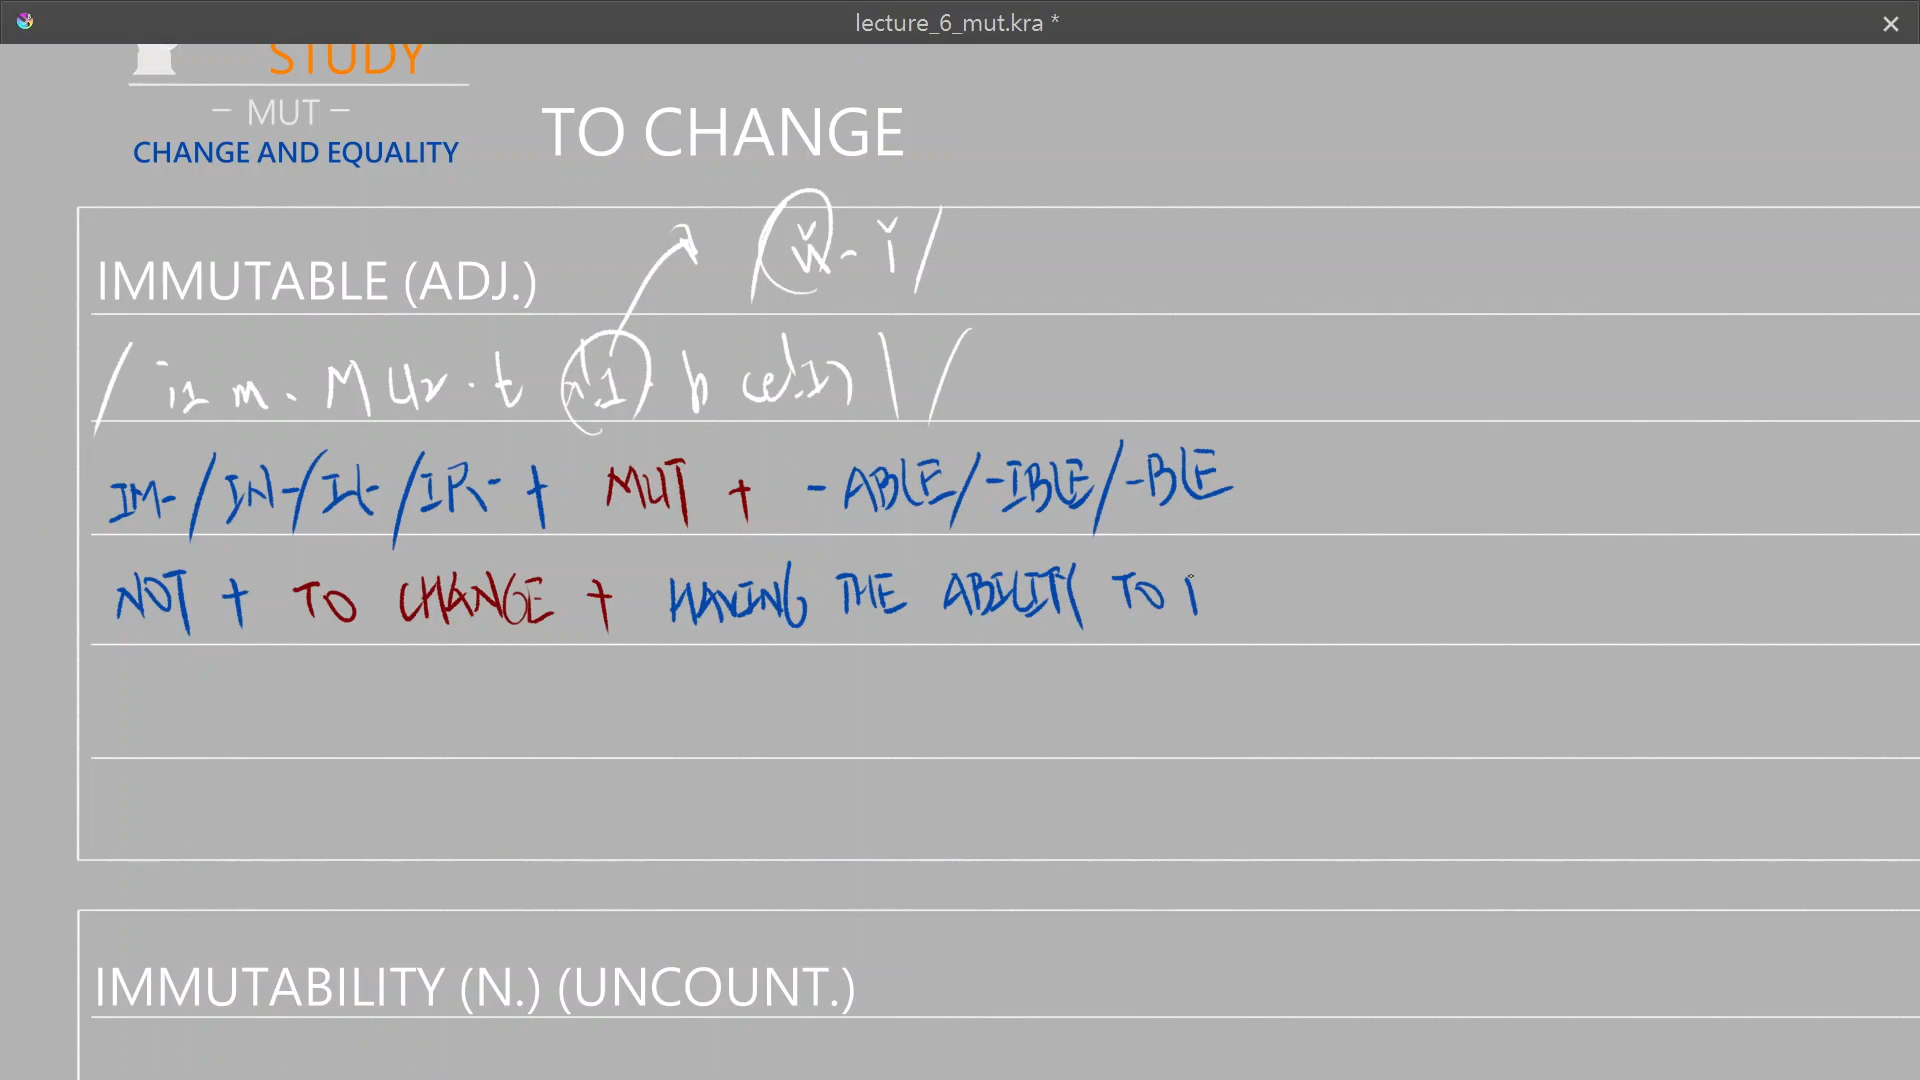 lecture_6_mut.kra *
STUDY
– MUT –
CHANGE AND EQUALITY
TO CHANGE
IMMUTABLE (ADJ.)
IM- / IN- / IL- / IR- + MUT + -ABLE / -IBLE / -BLE
NOT + TO CHANGE + HAVING THE ABILITY TO
IMMUTABILITY (N.) (UNCOUNT.)